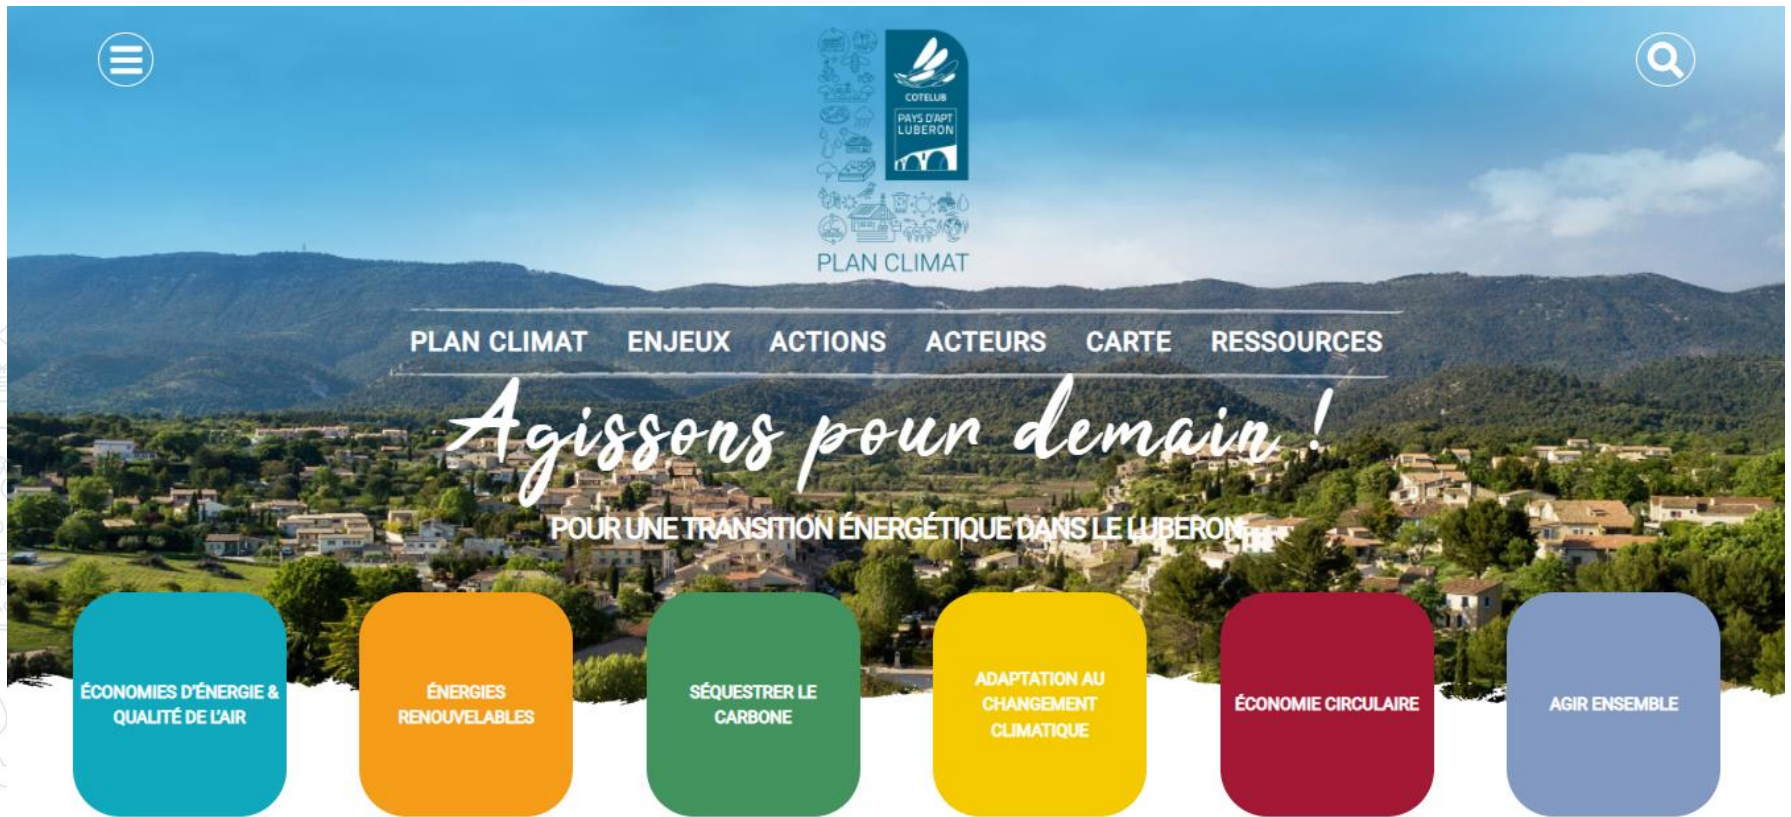 COTELUB
PAYS D'APT
LUBERON
PLAN CLIMAT
PLAN CLIMAT ENJEUX ACTIONS ACTEURS CARTE RESSOURCES
Agissons pour demain !
POUR UNE TRANSITION ÉNERGÉTIQUE DANS LE LUBERON
ÉCONOMIES D'ÉNERGIE &
QUALITÉ DE L'AIR
ÉNERGIES
RENOUVELABLES
SÉQUESTRER LE
CARBONE
ADAPTATION AU
CHANGEMENT
CLIMATIQUE
ÉCONOMIE CIRCULAIRE
AGIR ENSEMBLE